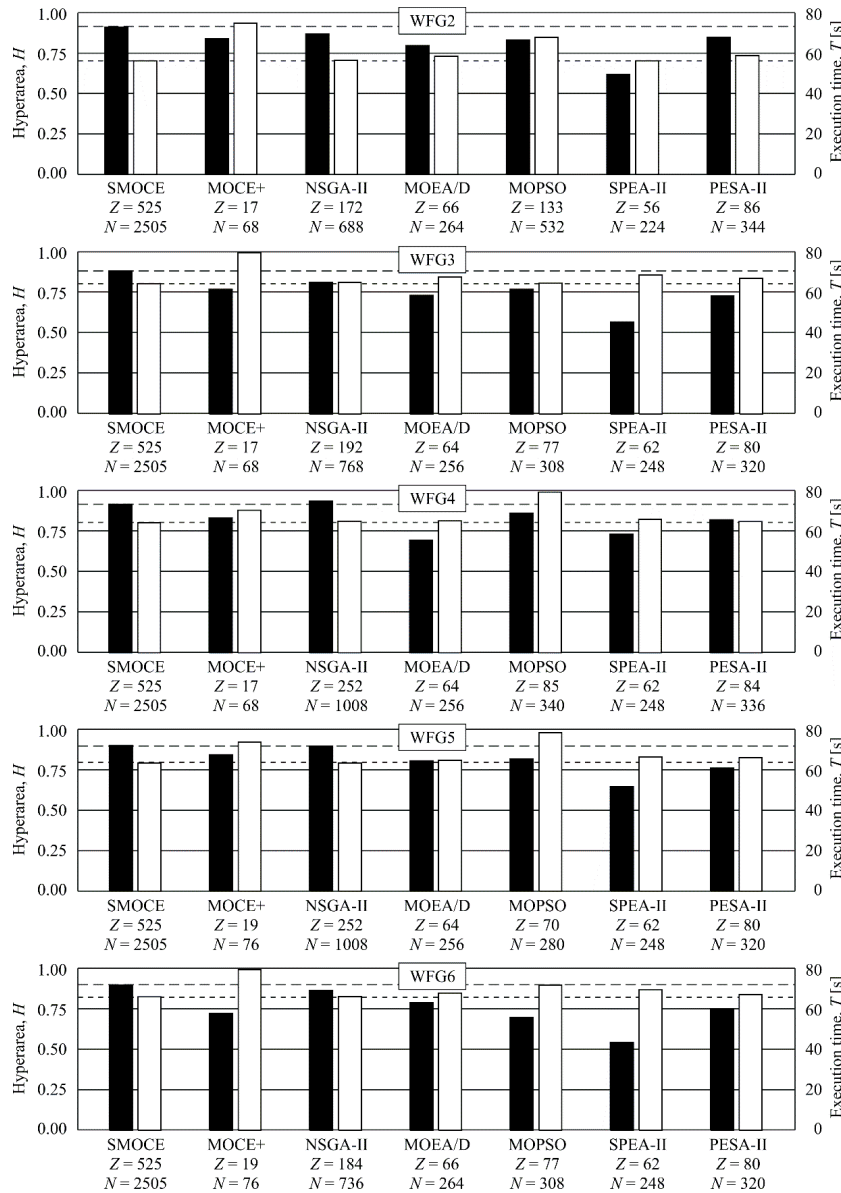 WFG2
Hyperarea, H
1.00
0.75
0.50
0.25
0.00
80
60
40
20
0
Execution time, T [s]
SMOCE MOCE+ NSGA-II MOEA/D MOPSO SPEA-II PESA-II
Z = 525 Z = 17 Z = 172 Z = 66 Z = 133 Z = 56 Z = 86
N = 2505 N = 68 N = 688 N = 264 N = 532 N = 224 N = 344
WFG3
Hyperarea, H
1.00
0.75
0.50
0.25
0.00
80
60
40
20
0
Execution time, T [s]
SMOCE MOCE+ NSGA-II MOEA/D MOPSO SPEA-II PESA-II
Z = 525 Z = 17 Z = 192 Z = 64 Z = 77 Z = 62 Z = 80
N = 2505 N = 68 N = 768 N = 256 N = 308 N = 248 N = 320
WFG4
Hyperarea, H
1.00
0.75
0.50
0.25
0.00
80
60
40
20
0
Execution time, T [s]
SMOCE MOCE+ NSGA-II MOEA/D MOPSO SPEA-II PESA-II
Z = 525 Z = 17 Z = 252 Z = 64 Z = 85 Z = 62 Z = 84
N = 2505 N = 68 N = 1008 N = 256 N = 340 N = 248 N = 336
WFG5
Hyperarea, H
1.00
0.75
0.50
0.25
0.00
80
60
40
20
0
Execution time, T [s]
SMOCE MOCE+ NSGA-II MOEA/D MOPSO SPEA-II PESA-II
Z = 525 Z = 19 Z = 252 Z = 64 Z = 70 Z = 62 Z = 80
N = 2505 N = 76 N = 1008 N = 256 N = 280 N = 248 N = 320
WFG6
Hyperarea, H
1.00
0.75
0.50
0.25
0.00
80
60
40
20
0
Execution time, T [s]
SMOCE MOCE+ NSGA-II MOEA/D MOPSO SPEA-II PESA-II
Z = 525 Z = 19 Z = 184 Z = 66 Z = 77 Z = 62 Z = 80
N = 2505 N = 76 N = 736 N = 264 N = 308 N = 248 N = 320